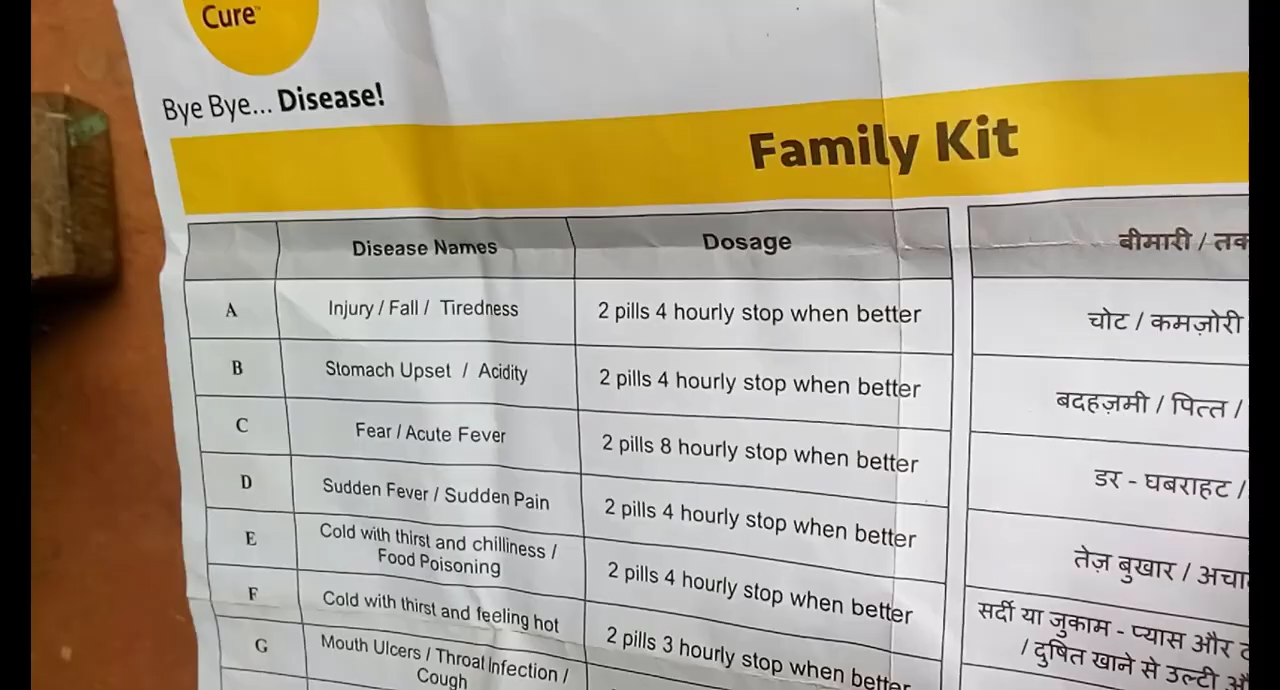 Cure™
Bye Bye... Disease!
Family Kit
Disease Names
Dosage
बीमारी /
A
Injury / Fall / Tiredness
2 pills 4 hourly stop when better
चोट / कमज़ोरी
B
Stomach Upset / Acidity
2 pills 4 hourly stop when better
बदहज़मी / पित्त /
C
Fear / Acute Fever
2 pills 8 hourly stop when better
डर - घबराहट /
D
Sudden Fever / Sudden Pain
2 pills 4 hourly stop when better
तेज़ बुखार /
E
Cold with thirst and chilliness /
Food Poisoning
2 pills 4 hourly stop when better
सर्दी या जुकाम - प्यास और
/ दुषित खाने से उल्टी
F
Cold with thirst and feeling hot
2 pills 3 hourly stop when better
G
Mouth Ulcers / Throat Infection /
Cough